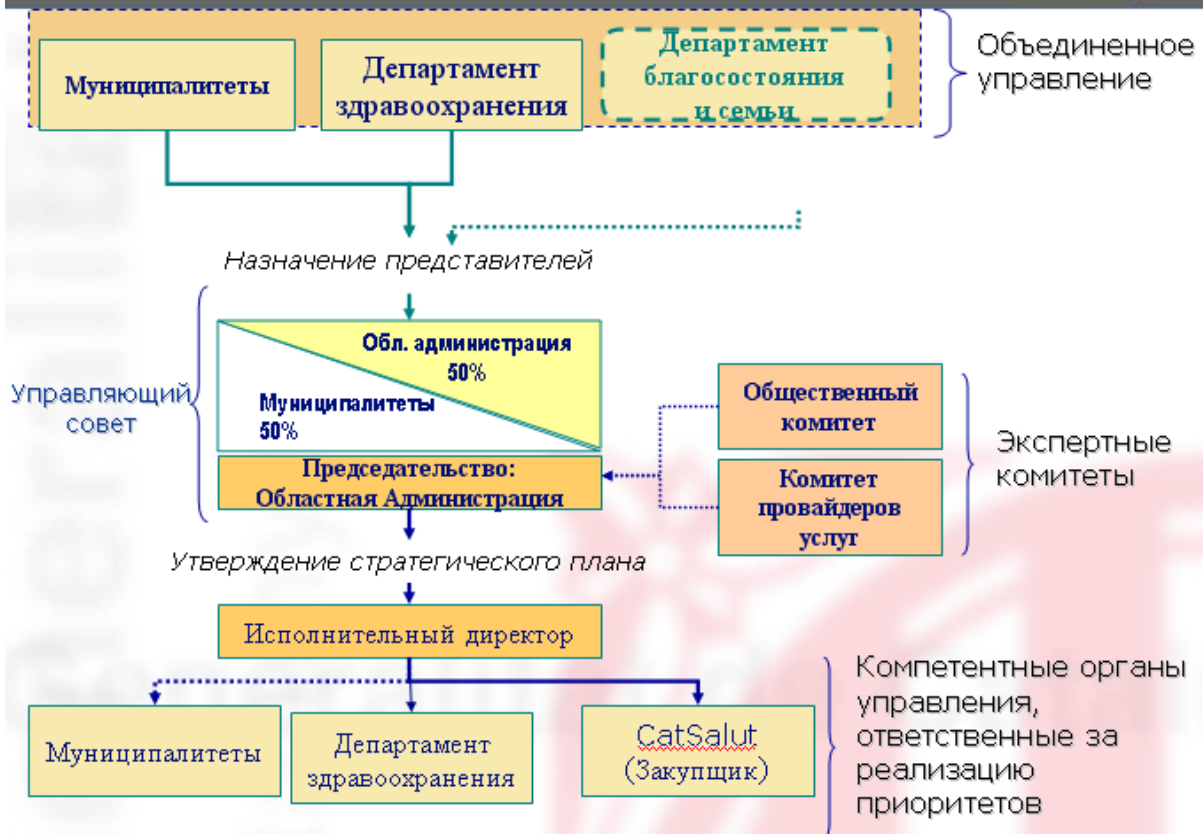 Муниципалитеты
Департамент
здравоохранения
Департамент
благосостояния
и семьи
Объединенное
управление
Назначение представителей
Управляющий
совет
Обл. администрация
50%
Муниципалитеты
50%
Председательство:
Областная Администрация
Общественный
комитет
Комитет
провайдеров
услуг
Экспертные
комитеты
Утверждение стратегического плана
Исполнительный директор
Муниципалитеты
Департамент
здравоохранения
CatSalut
(Закупщик)
Компетентные органы
управления,
ответственные за
реализацию
приоритетов